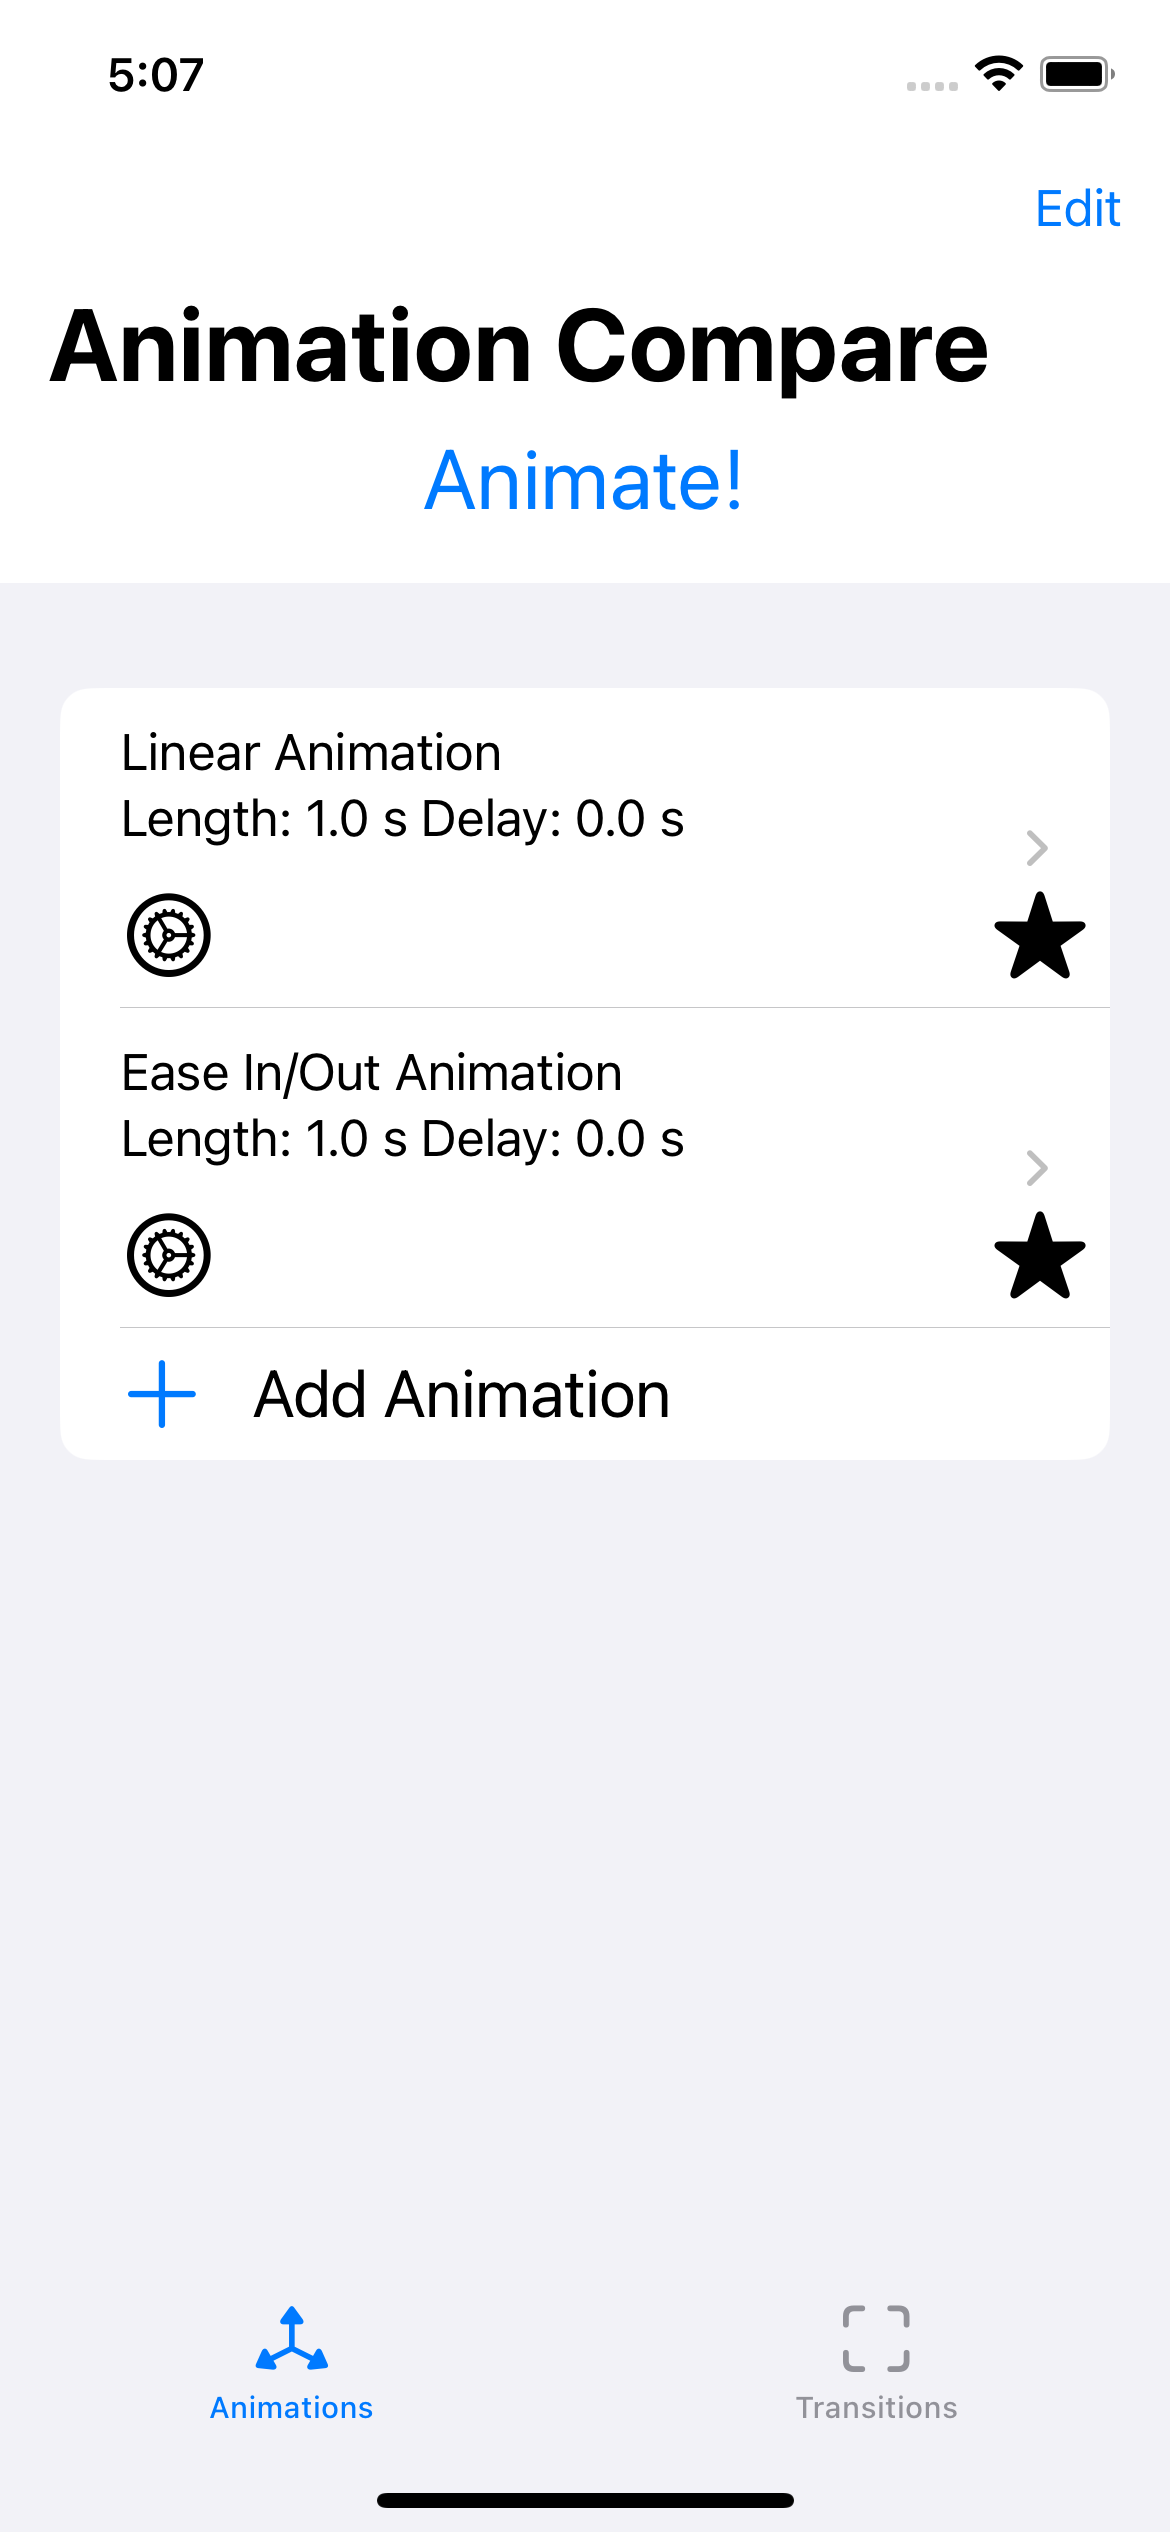 5:07
Edit
Animation Compare
Animate!
Linear Animation
Length: 1.0 s Delay: 0.0 s
Ease In/Out Animation
Length: 1.0 s Delay: 0.0 s
Add Animation
Animations
Transitions